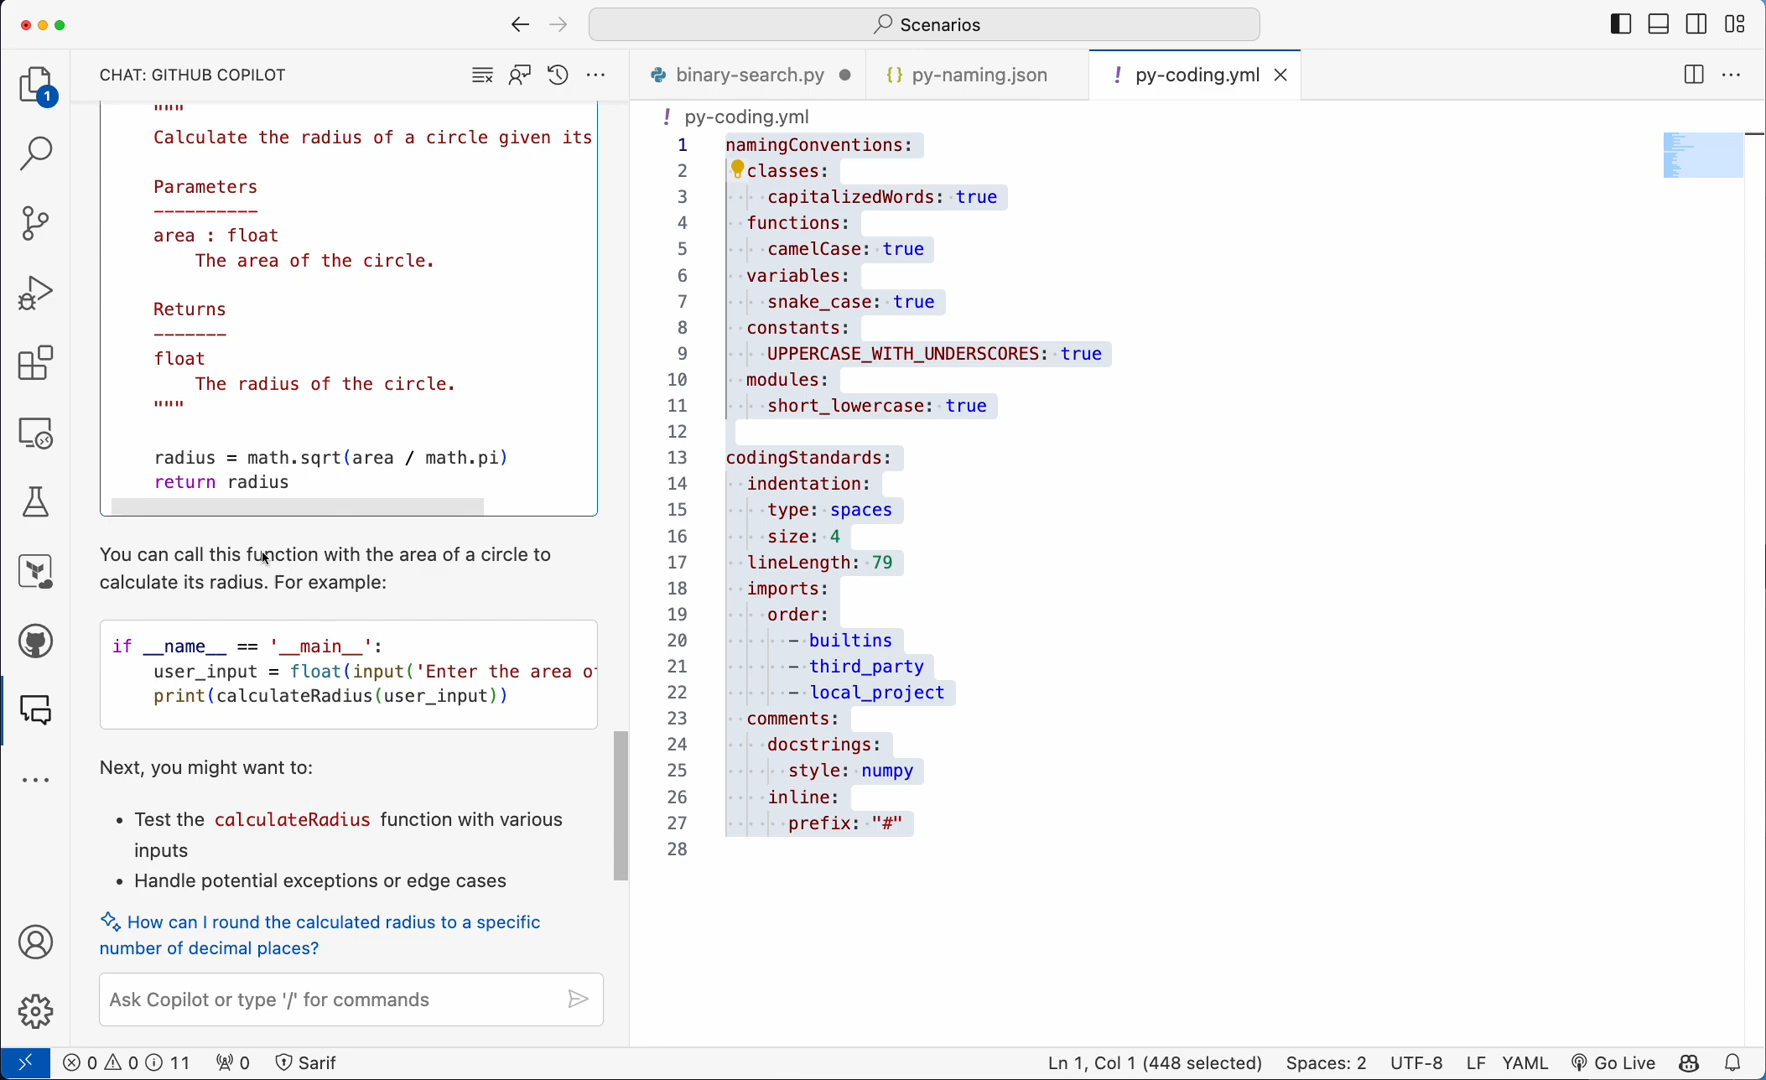 Scenarios
CHAT: GITHUB COPILOT
binary-search.py
{} py-naming.json
! py-coding.yml
1
! py-coding.yml
"""
Calculate the radius of a circle given its
Parameters
----------
area : float
The area of the circle.
Returns
-------
float
The radius of the circle.
"""
radius = math.sqrt(area / math.pi)
return radius
You can call this function with the area of a circle to
calculate its radius. For example:
if __name__ == '__main__':
user_input = float(input('Enter the area o
print(calculateRadius(user_input))
Next, you might want to:
• Test the calculateRadius function with various
inputs
• Handle potential exceptions or edge cases
How can I round the calculated radius to a specific
number of decimal places?
Ask Copilot or type '/' for commands
1 namingConventions:
2 classes:
3 capitalizedWords: true
4 functions:
5 camelCase: true
6 variables:
7 snake_case: true
8 constants:
9 UPPERCASE_WITH_UNDERSCORES: true
10 modules:
11 short_lowercase: true
12
13 codingStandards:
14 indentation:
15 type: spaces
16 size: 4
17 lineLength: 79
18 imports:
19 order:
20 - builtins
21 - third_party
22 - local_project
23 comments:
24 docstrings:
25 style: numpy
26 inline:
27 prefix: "#"
28
0 0 11 0 Sarif
Ln 1, Col 1 (448 selected) Spaces: 2 UTF-8 LF YAML Go Live